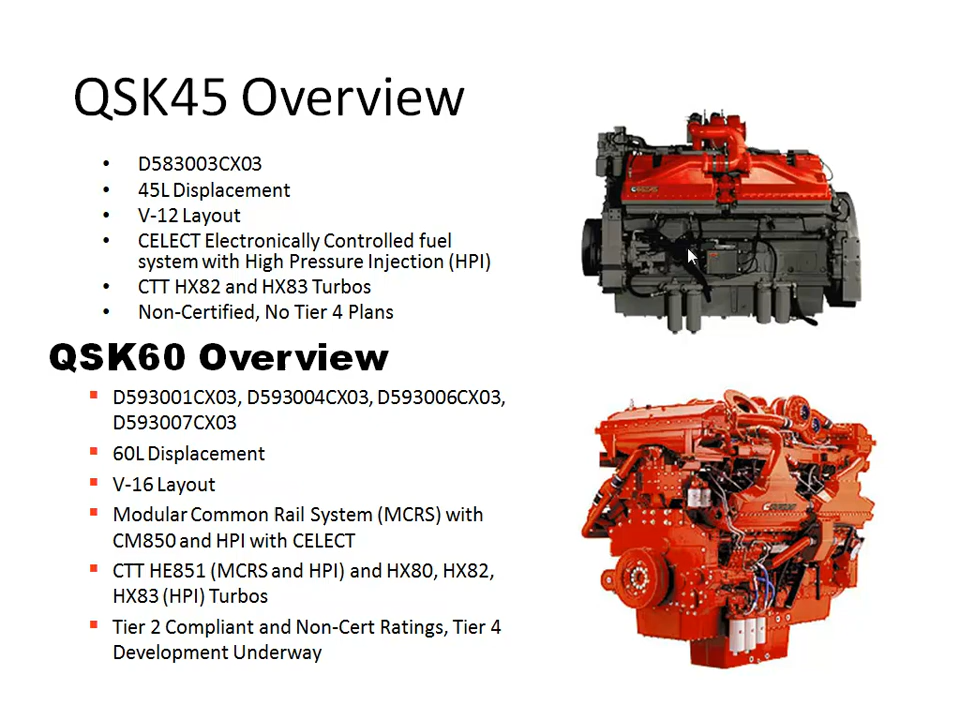 QSK45 Overview
• D583003CX03
• 45L Displacement
• V-12 Layout
• CELECT Electronically Controlled fuel
system with High Pressure Injection (HPI)
• CTT HX82 and HX83 Turbos
• Non-Certified, No Tier 4 Plans
QSK60 Overview
▪ D593001CX03, D593004CX03, D593006CX03,
D593007CX03
▪ 60L Displacement
▪ V-16 Layout
▪ Modular Common Rail System (MCRS) with
CM850 and HPI with CELECT
▪ CTT HE851 (MCRS and HPI) and HX80, HX82,
HX83 (HPI) Turbos
▪ Tier 2 Compliant and Non-Cert Ratings, Tier 4
Development Underway